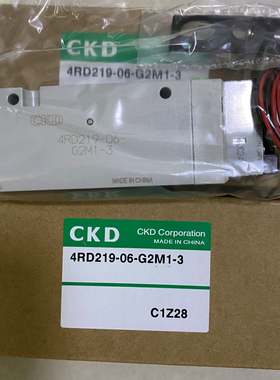 CKD
4RD219-06-G2M1-3
CKD
4RD219-06
G2M1-3
MADE IN CHINA
CKD
CKD Corporation
MADE IN CHINA
4RD219-06-G2M1-3
C1Z28